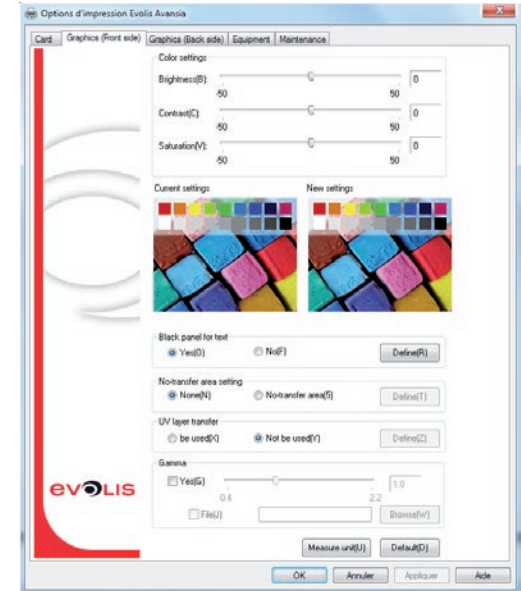 Options d'impression Evolis Avansia
Card Graphics (Front side) Graphics (Back side) Equipment Maintenance
Color settings
Brightness(B): 0
-50 50
Contrast(C): 0
-50 50
Saturation(V): 0
-50 50
Current settings New settings
Black panel for text
Yes(O) No(F) Define(R)
No-transfer area setting
None(N) No-transfer area(5) Define(T)
UV layer transfer
be used(X) Not be used(Y) Define(Z)
Gamma
Yes(G) 1.0
0.4 2.2
File(J) Browse(W)
evOLIS
Measure unit(U) Default(D)
OK Annuler Appliquer Aide